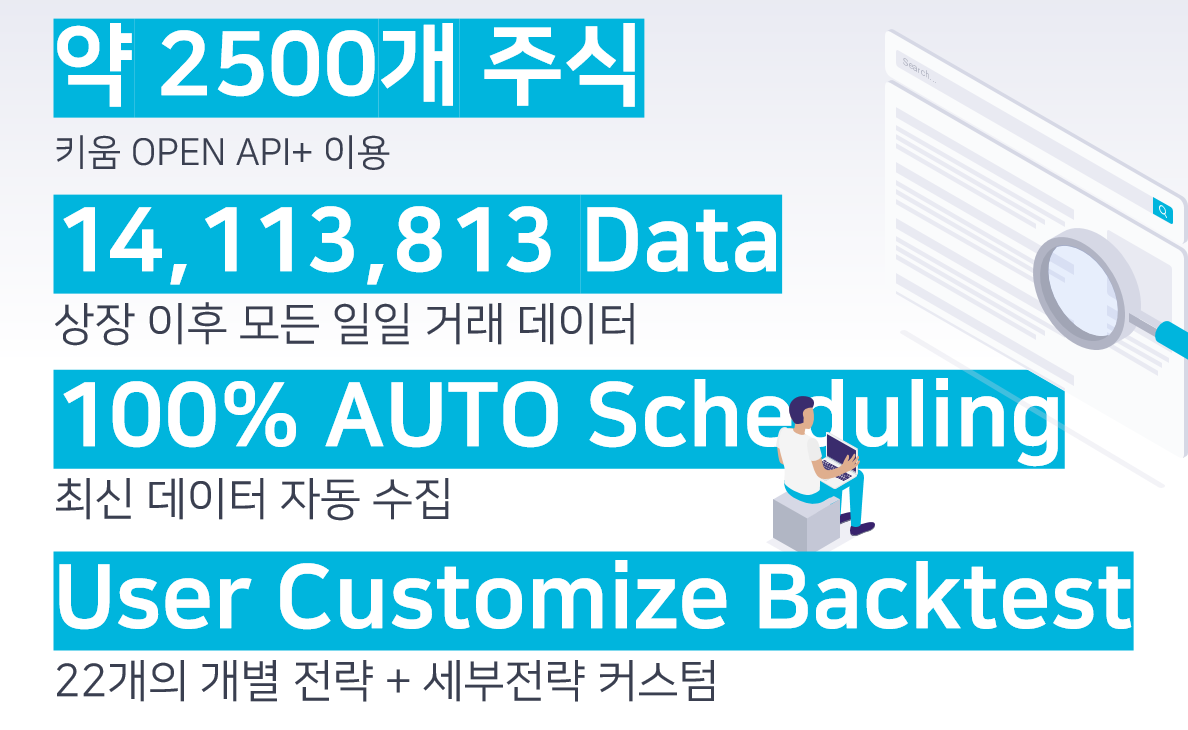 약 2500개 주식
Search...
키움 OPEN API+ 이용
14,113,813 Data
상장 이후 모든 일일 거래 데이터
100% AUTO Scheduling
최신 데이터 자동 수집
User Customize Backtest
22개의 개별 전략 + 세부전략 커스텀